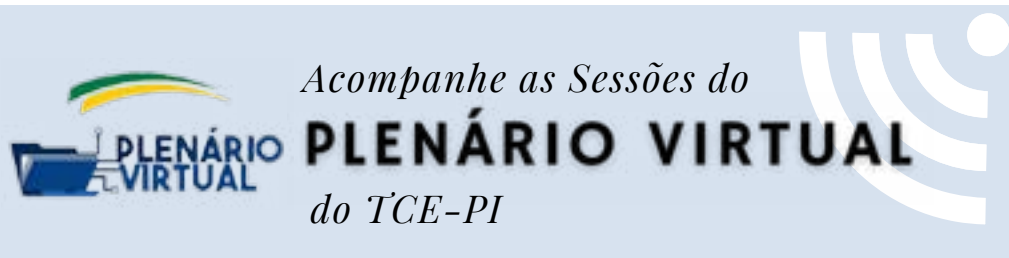 Acompanhe as Sessões do
PLENÁRIO
VIRTUAL
PLENÁRIO VIRTUAL
do TCE-PI